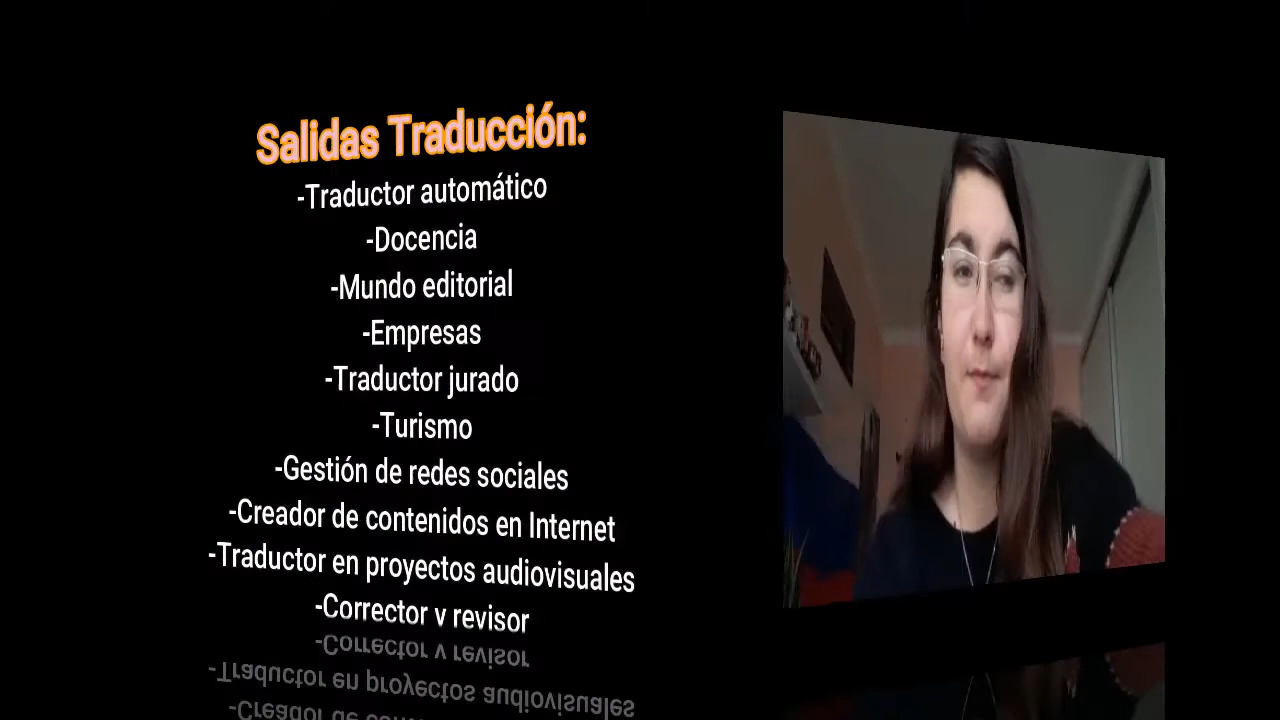 Salidas Traducción:
-Traductor automático
-Docencia
-Mundo editorial
-Empresas
-Traductor jurado
-Turismo
-Gestión de redes sociales
-Creador de contenidos en Internet
-Traductor en proyectos audiovisuales
-Corrector y revisor